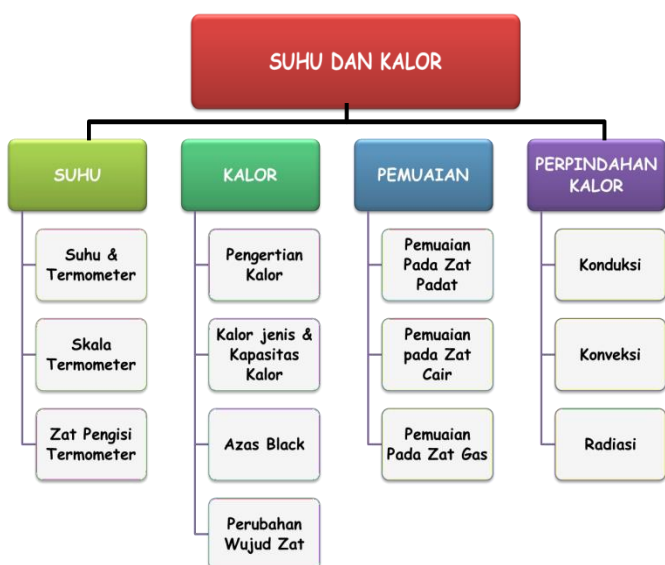 SUHU DAN KALOR
SUHU
Suhu &
Termometer
Skala
Termometer
Zat Pengisi
Termometer
KALOR
Pengertian
Kalor
Kalor jenis &
Kapasitas
Kalor
Azas Black
Perubahan
Wujud Zat
PEMUAIAN
Pemuaian
Pada Zat
Padat
Pemuaian
pada Zat
Cair
Pemuaian
Pada Zat Gas
PERPINDAHAN
KALOR
Konduksi
Konveksi
Radiasi